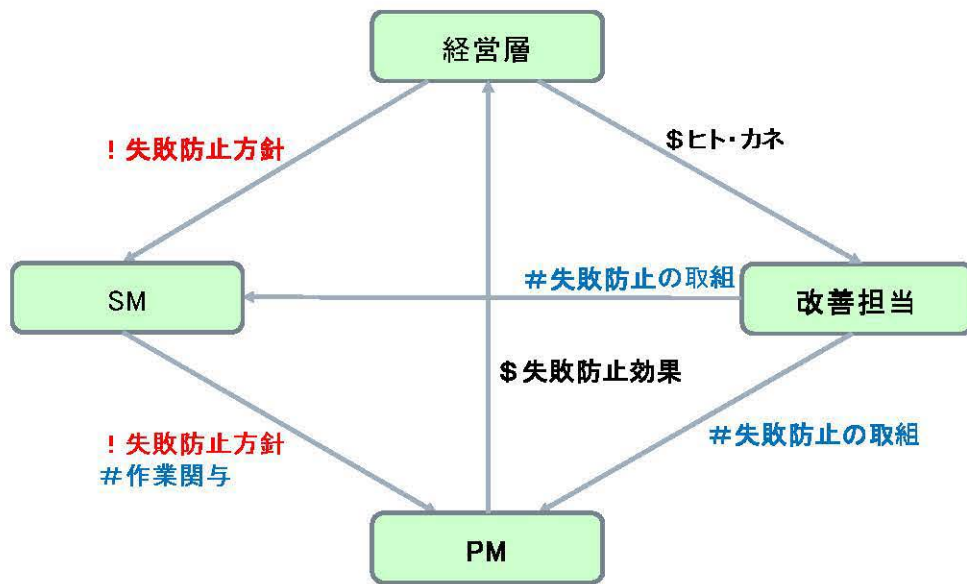 経営層
！失敗防止方針
＄ヒト・カネ
SM
＃失敗防止の取組
改善担当
＄失敗防止効果
！失敗防止方針
＃作業関与
＃失敗防止の取組
PM